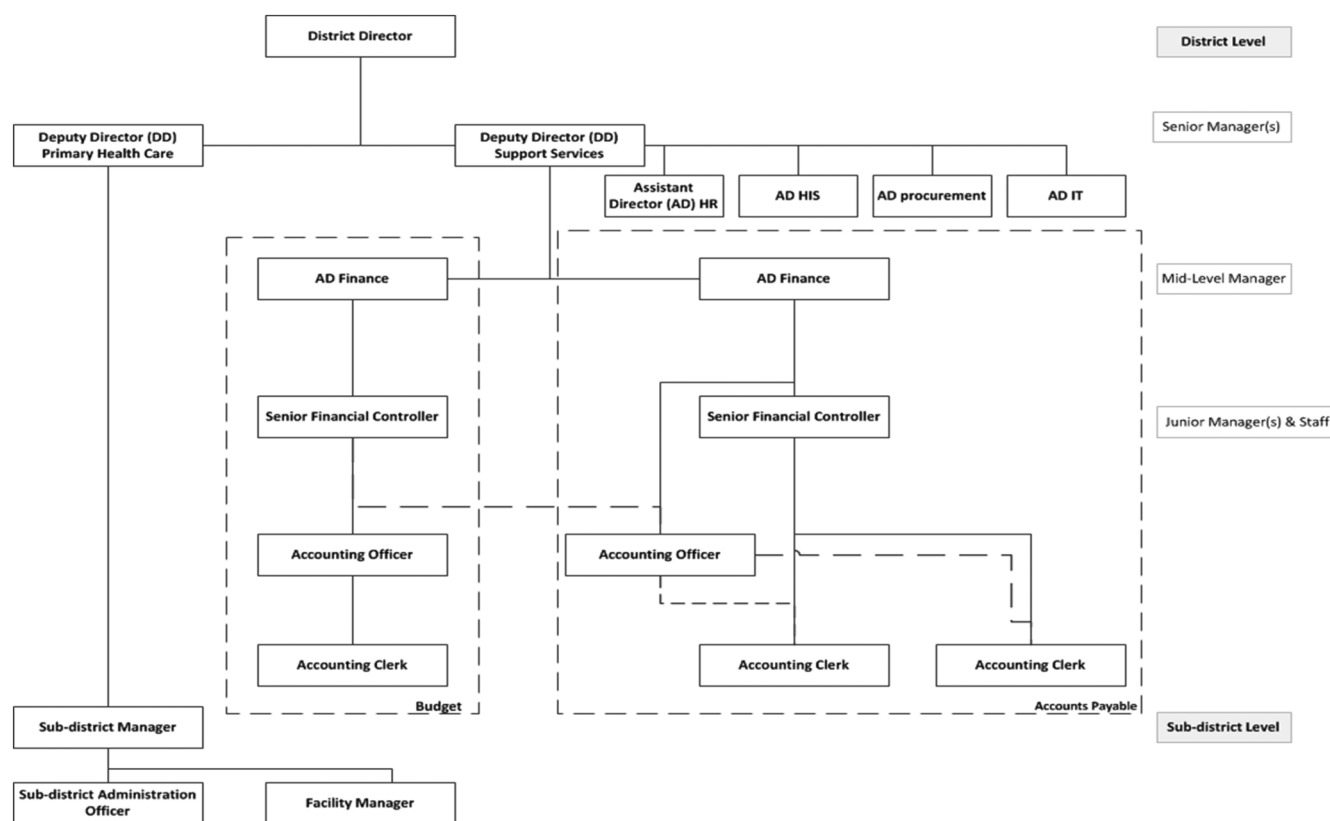 District Director
District Level
Deputy Director (DD)
Primary Health Care
Deputy Director (DD)
Support Services
Senior Manager(s)
Assistant
Director (AD) HR
AD HIS
AD procurement
AD IT
AD Finance
AD Finance
Mid-Level Manager
Senior Financial Controller
Senior Financial Controller
Junior Manager(s) & Staff
Accounting Officer
Accounting Officer
Accounting Clerk
Accounting Clerk
Accounting Clerk
Budget
Accounts Payable
Sub-district Manager
Sub-district Level
Sub-district Administration
Officer
Facility Manager